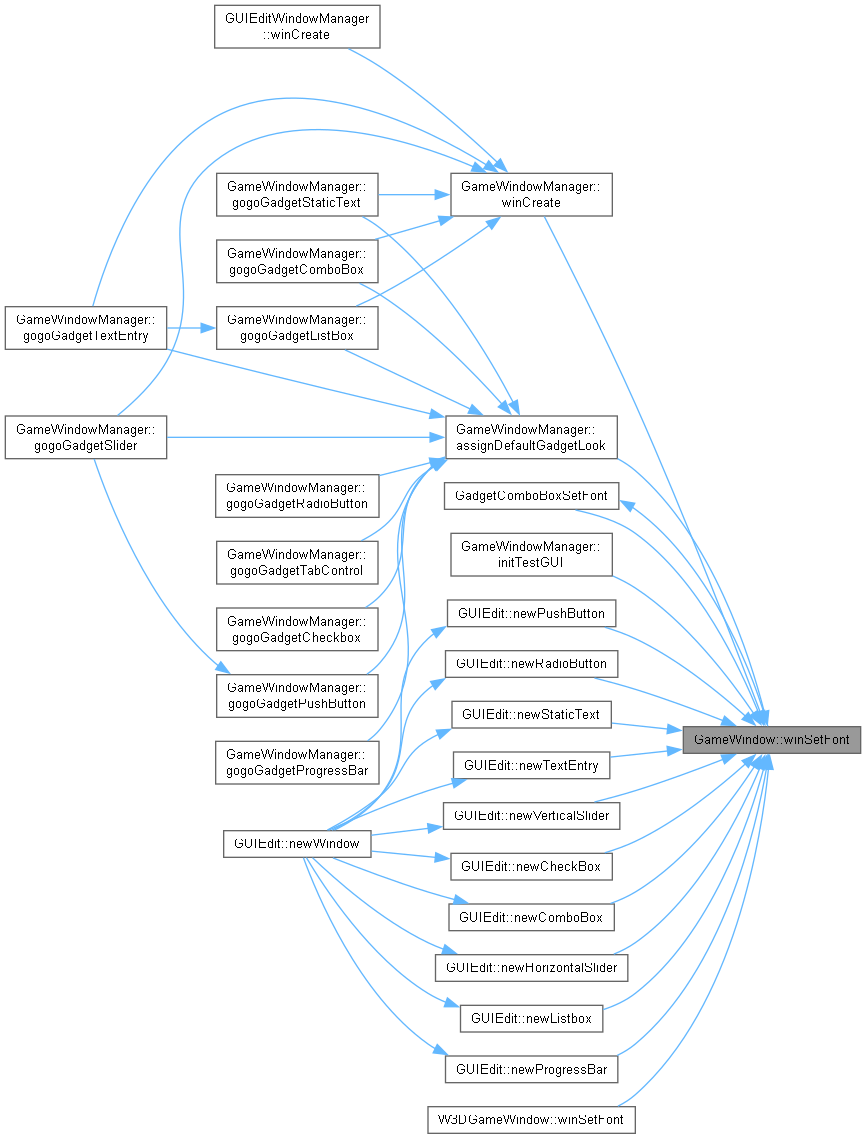 GUIEditWindowManager
::winCreate
GameWindowManager::
gogoGadgetStaticText
GameWindowManager::
winCreate
GameWindowManager::
gogoGadgetComboBox
GameWindowManager::
gogoGadgetTextEntry
GameWindowManager::
gogoGadgetListBox
GameWindowManager::
gogoGadgetSlider
GameWindowManager::
assignDefaultGadgetLook
GameWindowManager::
gogoGadgetRadioButton
GadgetComboBoxSetFont
GameWindowManager::
gogoGadgetTabControl
GameWindowManager::
initTestGUI
GameWindowManager::
gogoGadgetCheckbox
GUIEdit::newPushButton
GUIEdit::newRadioButton
GameWindowManager::
gogoGadgetPushButton
GUIEdit::newStaticText
GameWindow::winSetFont
GameWindowManager::
gogoGadgetProgressBar
GUIEdit::newTextEntry
GUIEdit::newVerticalSlider
GUIEdit::newWindow
GUIEdit::newCheckBox
GUIEdit::newComboBox
GUIEdit::newHorizontalSlider
GUIEdit::newListbox
GUIEdit::newProgressBar
W3DGameWindow::winSetFont